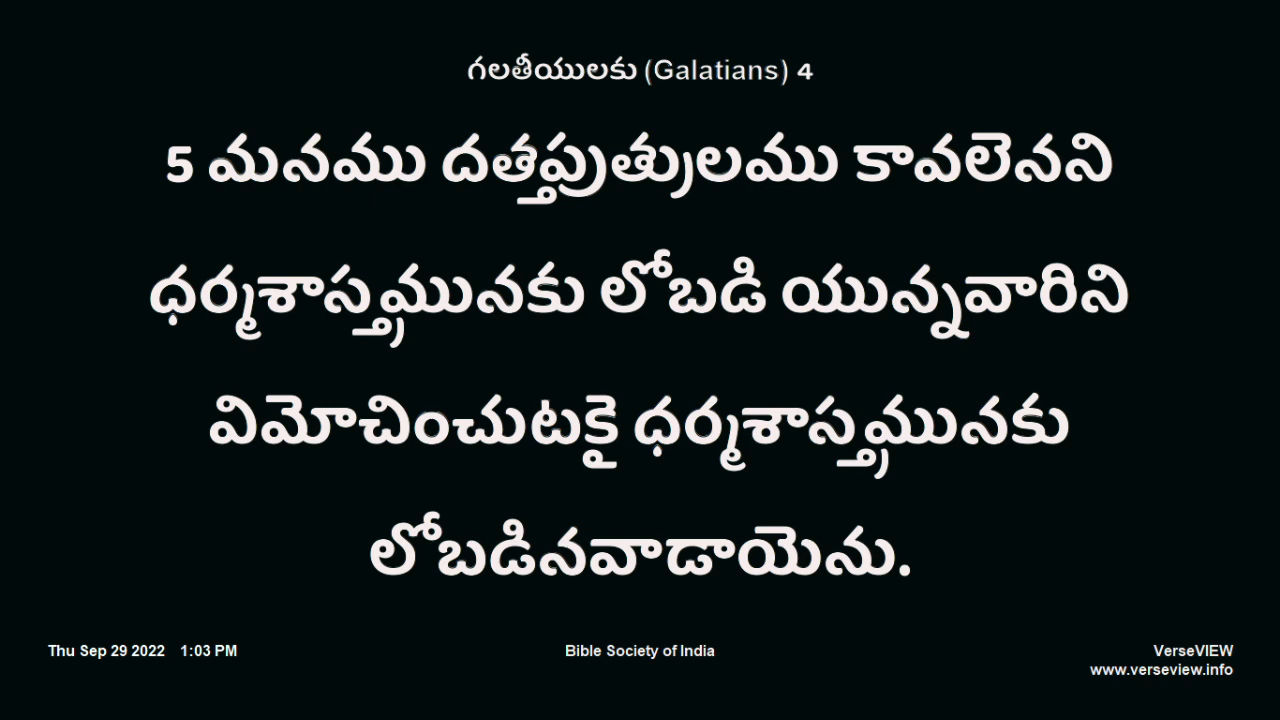 గలతీయులకు (Galatians) 4
5 మనము దత్తపుత్రులము కావలెనని
ధర్మశాస్త్రమునకు లోబడి యున్నవారిని
విమోచించుటకై ధర్మశాస్త్రమునకు
లోబడినవాడాయెను.
Thu Sep 29 2022 1:03 PM
Bible Society of India
VerseVIEW
www.verseview.info